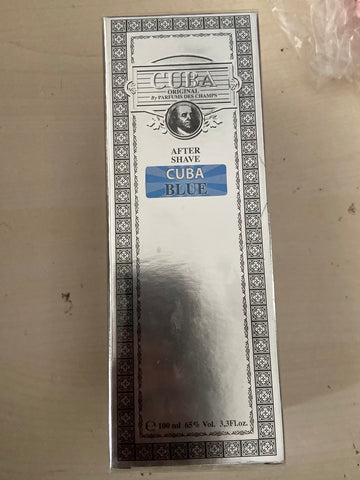 CUBA
ORIGINAL
By PARFUMS DES CHAMPS
AFTER
SHAVE
CUBA
BLUE
℮ 100 ml 65% Vol. 3,3Fl.oz.